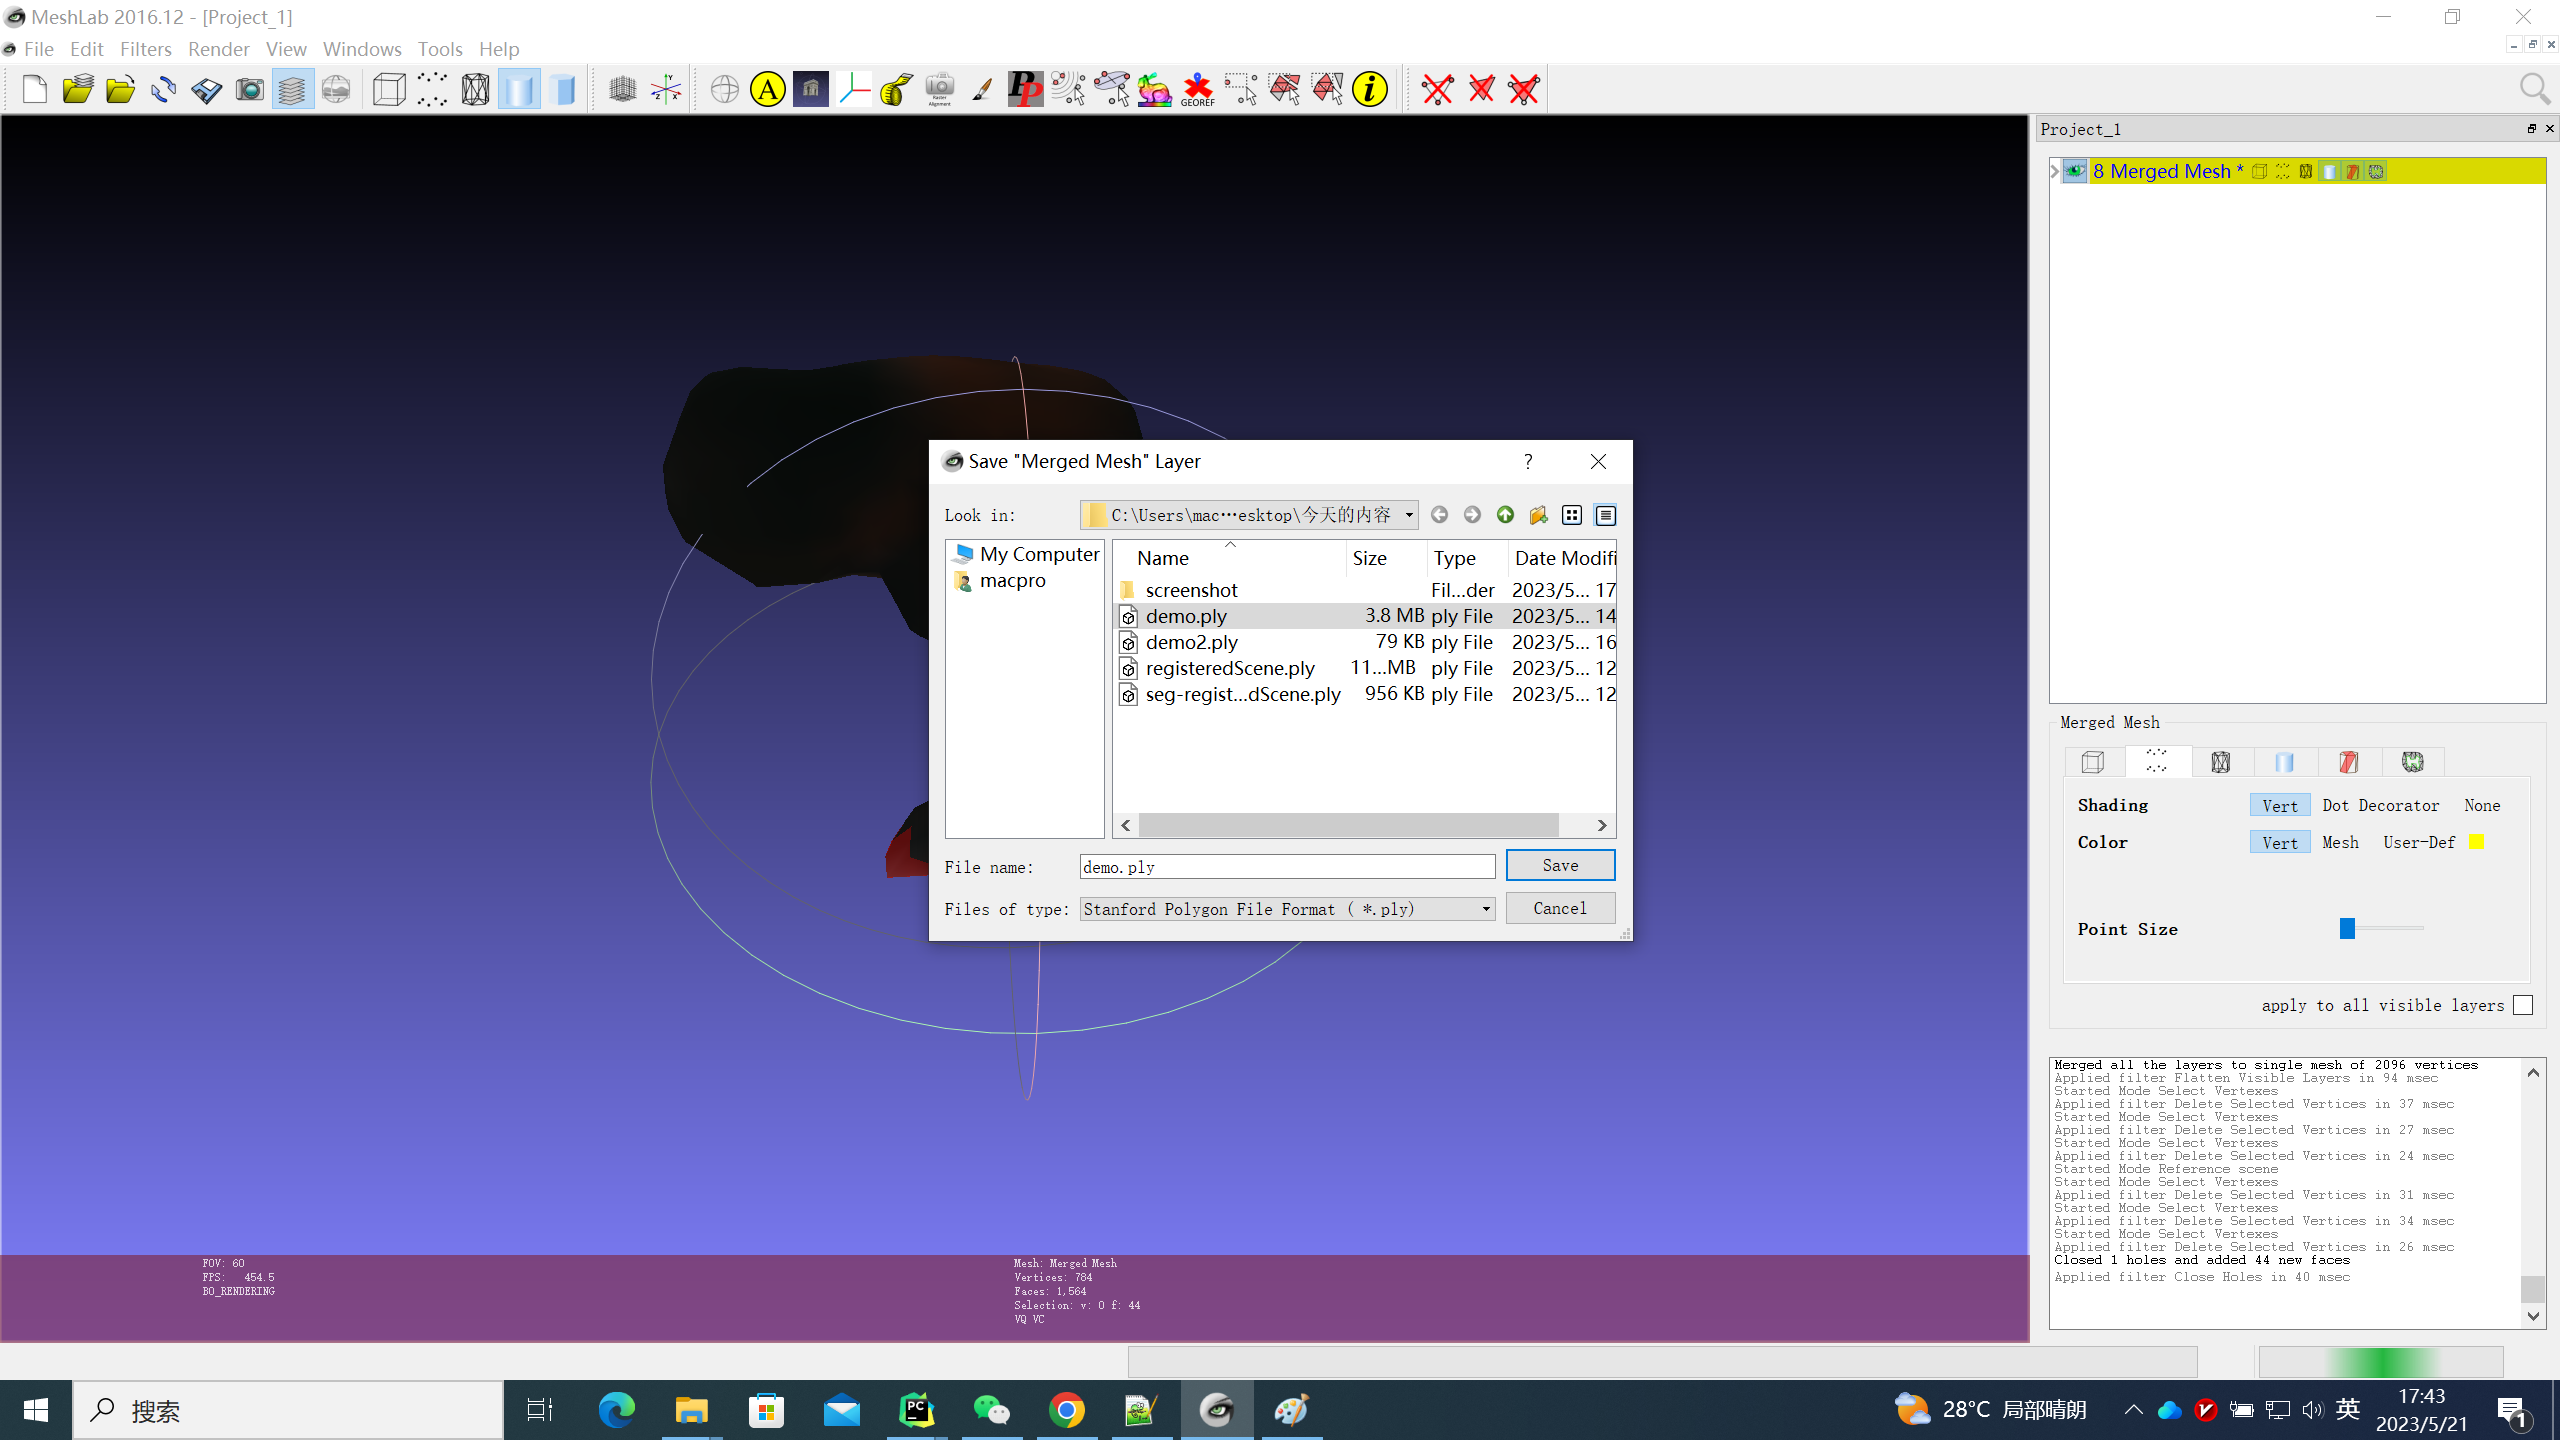 MeshLab 2016.12 - [Project_1]
File Edit Filters Render View Windows Tools Help
A
PP
Raster Alignment
GEOREF
i
Project_1
8 Merged Mesh *
Save "Merged Mesh" Layer
?
Look in:
C:\Users\mac…esktop\今天的内容
My Computer
macpro
Name Size Type Date Modifi
screenshot Fil...der 2023/5... 17
demo.ply 3.8 MB ply File 2023/5... 14
demo2.ply 79 KB ply File 2023/5... 16
registeredScene.ply 11...MB ply File 2023/5... 12
seg-regist...dScene.ply 956 KB ply File 2023/5... 12
File name: demo.ply Save
Files of type: Stanford Polygon File Format ( *.ply) Cancel
Merged Mesh
Shading Vert Dot Decorator None
Color Vert Mesh User-Def
Point Size
apply to all visible layers
Merged all the layers to single mesh of 2096 vertices
Applied filter Flatten Visible Layers in 94 msec
Started Mode Select Vertexes
Applied filter Delete Selected Vertices in 37 msec
Started Mode Select Vertexes
Applied filter Delete Selected Vertices in 27 msec
Started Mode Select Vertexes
Applied filter Delete Selected Vertices in 24 msec
Started Mode Reference scene
Started Mode Select Vertexes
Applied filter Delete Selected Vertices in 31 msec
Started Mode Select Vertexes
Applied filter Delete Selected Vertices in 34 msec
Started Mode Select Vertexes
Applied filter Delete Selected Vertices in 26 msec
Closed 1 holes and added 44 new faces
Applied filter Close Holes in 40 msec
FOV: 60
FPS: 454.5
BO_RENDERING
Mesh: Merged Mesh
Vertices: 784
Faces: 1,564
Selection: v: 0 f: 44
VQ VC
搜索
PC
28°C 局部晴朗
英
17:43
2023/5/21
1